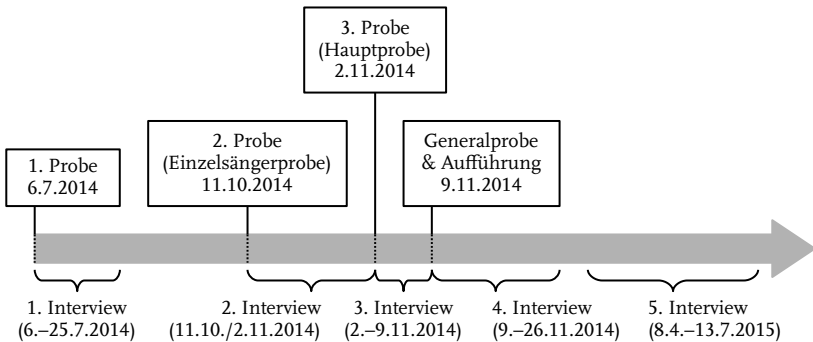 3. Probe
(Hauptprobe)
2.11.2014
2. Probe
(Einzelsängerprobe)
11.10.2014
Generalprobe
& Aufführung
9.11.2014
1. Probe
6.7.2014
1. Interview
(6.–25.7.2014)
2. Interview
(11.10./2.11.2014)
3. Interview
(2.–9.11.2014)
4. Interview
(9.–26.11.2014)
5. Interview
(8.4.–13.7.2015)